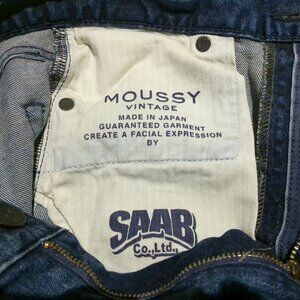 MOUSSY
VINTAGE
MADE IN JAPAN
GUARANTEED GARMENT
CREATE A FACIAL EXPRESSION
BY
SAAB
Co.,Ltd.,